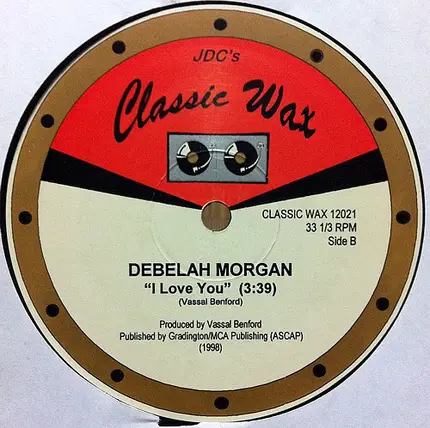 JDC's
Classic Wax
CLASSIC WAX 12021
33 1/3 RPM
Side B
DEBELAH MORGAN
“I Love You” (3:39)
(Vassal Benford)
Produced by Vassal Benford
Published by Gradington/MCA Publishing (ASCAP)
(1998)